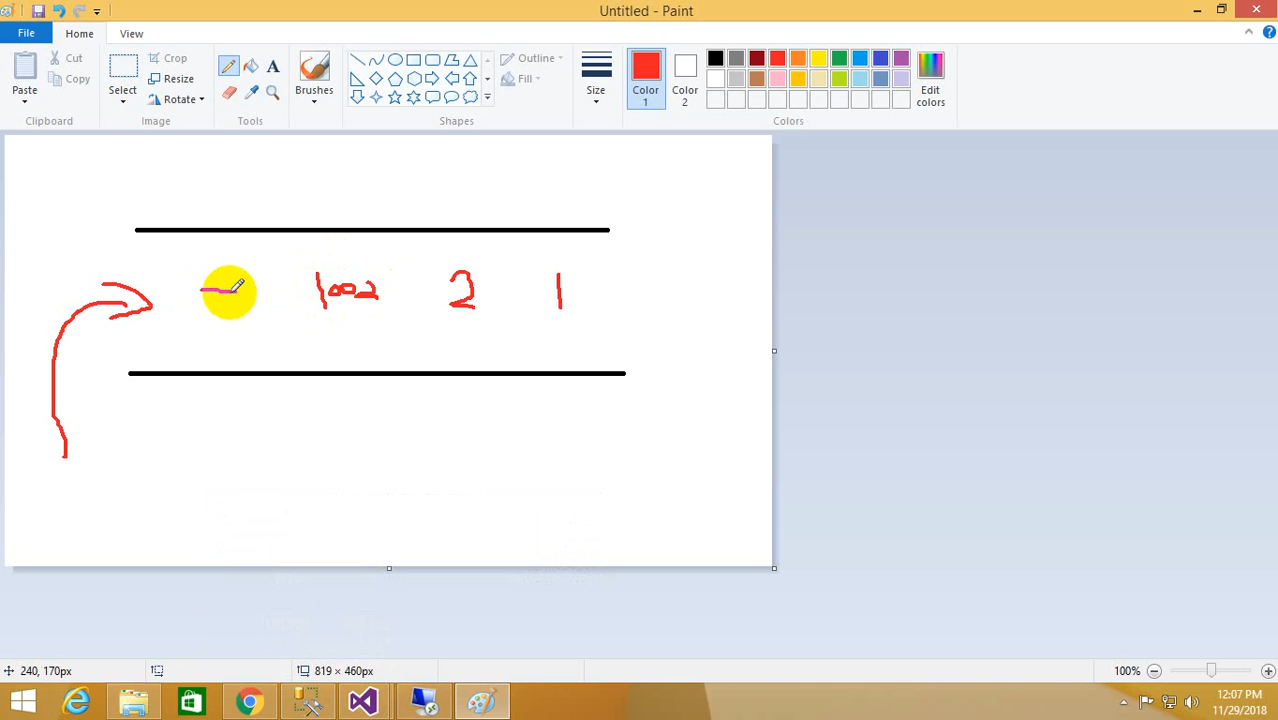 Untitled - Paint
File Home View
Paste
Cut
Copy
Clipboard
Select
Crop
Resize
Rotate
Image
A
Tools
Brushes
Outline
Fill
Shapes
Size
Color 1
Color 2
Edit colors
Colors
1002 2 1
240, 170px
819 × 460px
100%
12:07 PM
11/29/2018